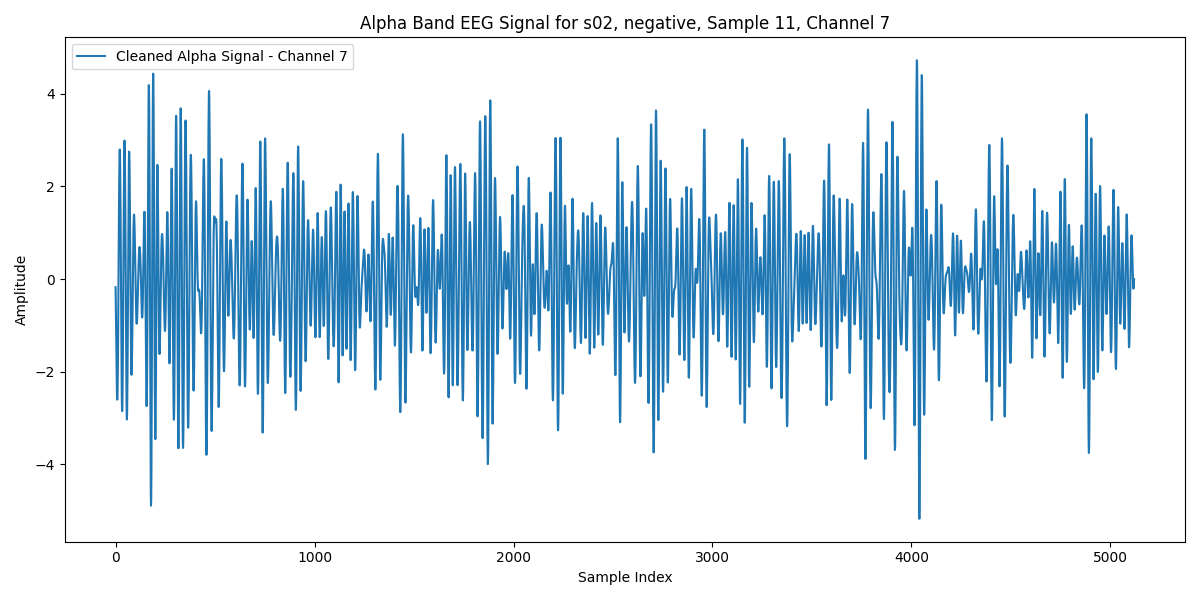 Alpha Band EEG Signal for s02, negative, Sample 11, Channel 7
Cleaned Alpha Signal - Channel 7
Amplitude
4
2
0
−2
−4
0 1000 2000 3000 4000 5000
Sample Index